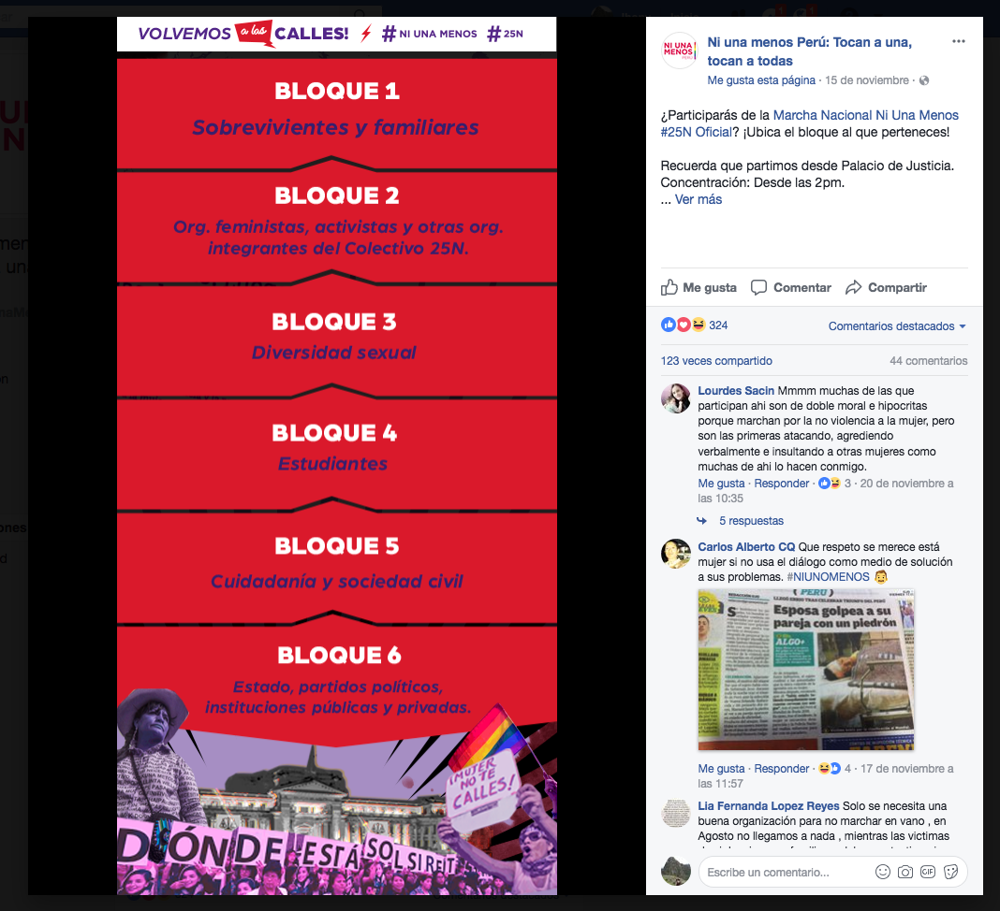 VOLVEMOS a las CALLES! # NI UNA MENOS # 25N
BLOQUE 1
Sobrevivientes y familiares
BLOQUE 2
Org. feministas, activistas y otras org.
integrantes del Colectivo 25N.
BLOQUE 3
Diversidad sexual
BLOQUE 4
Estudiantes
BLOQUE 5
Cuidadanía y sociedad civil
BLOQUE 6
Estado, partidos políticos,
instituciones públicas y privadas.
¡MUJER
NO TE
CALLES!
DÓNDE ESTÁ SOLSIRET
NI UNA
MENOS
PERÚ
Ni una menos Perú: Tocan a una,
tocan a todas
Me gusta esta página · 15 de noviembre ·
¿Participarás de la Marcha Nacional Ni Una Menos
#25N Oficial? ¡Ubica el bloque al que perteneces!
Recuerda que partimos desde Palacio de Justicia.
Concentración: Desde las 2pm.
... Ver más
Me gusta Comentar Compartir
324 Comentarios destacados
123 veces compartido 44 comentarios
Lourdes Sacin Mmmm muchas de las que
participan ahi son de doble moral e hipocritas
porque marchan por la no violencia a la mujer, pero
son las primeras atacando, agrediendo
verbalmente e insultando a otras mujeres como
muchas de ahi lo hacen conmigo.
Me gusta · Responder · 3 · 20 de noviembre a
las 10:35
5 respuestas
Carlos Alberto CQ Que respeto se merece está
mujer si no usa el diálogo como medio de solución
a sus problemas. #NIUNOMENOS
( PERÚ )
Esposa golpea a su
pareja con un piedrón
ALGO+
Me gusta · Responder · 4 · 17 de noviembre a
las 11:57
Lia Fernanda Lopez Reyes Solo se necesita una
buena organización para no marchar en vano , en
Agosto no llegamos a nada , mientras las victimas
Escribe un comentario...
GIF